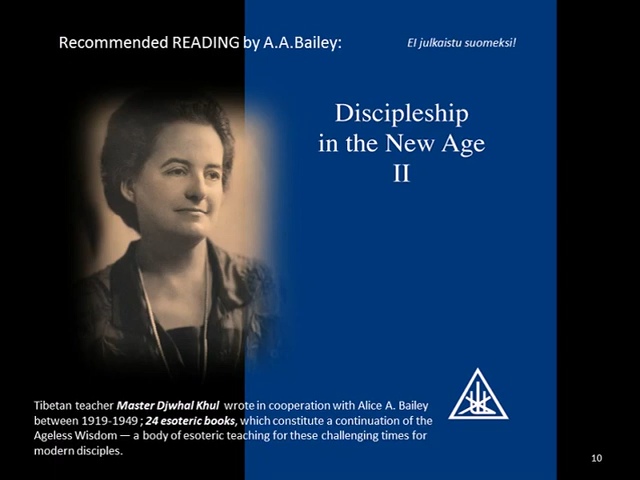 Recommended READING by A.A.Bailey:
EI julkaistu suomeksi!
Discipleship
in the New Age
II
Tibetan teacher Master Djwhal Khul wrote in cooperation with Alice A. Bailey
between 1919-1949 ; 24 esoteric books, which constitute a continuation of the
Ageless Wisdom — a body of esoteric teaching for these challenging times for
modern disciples.
10